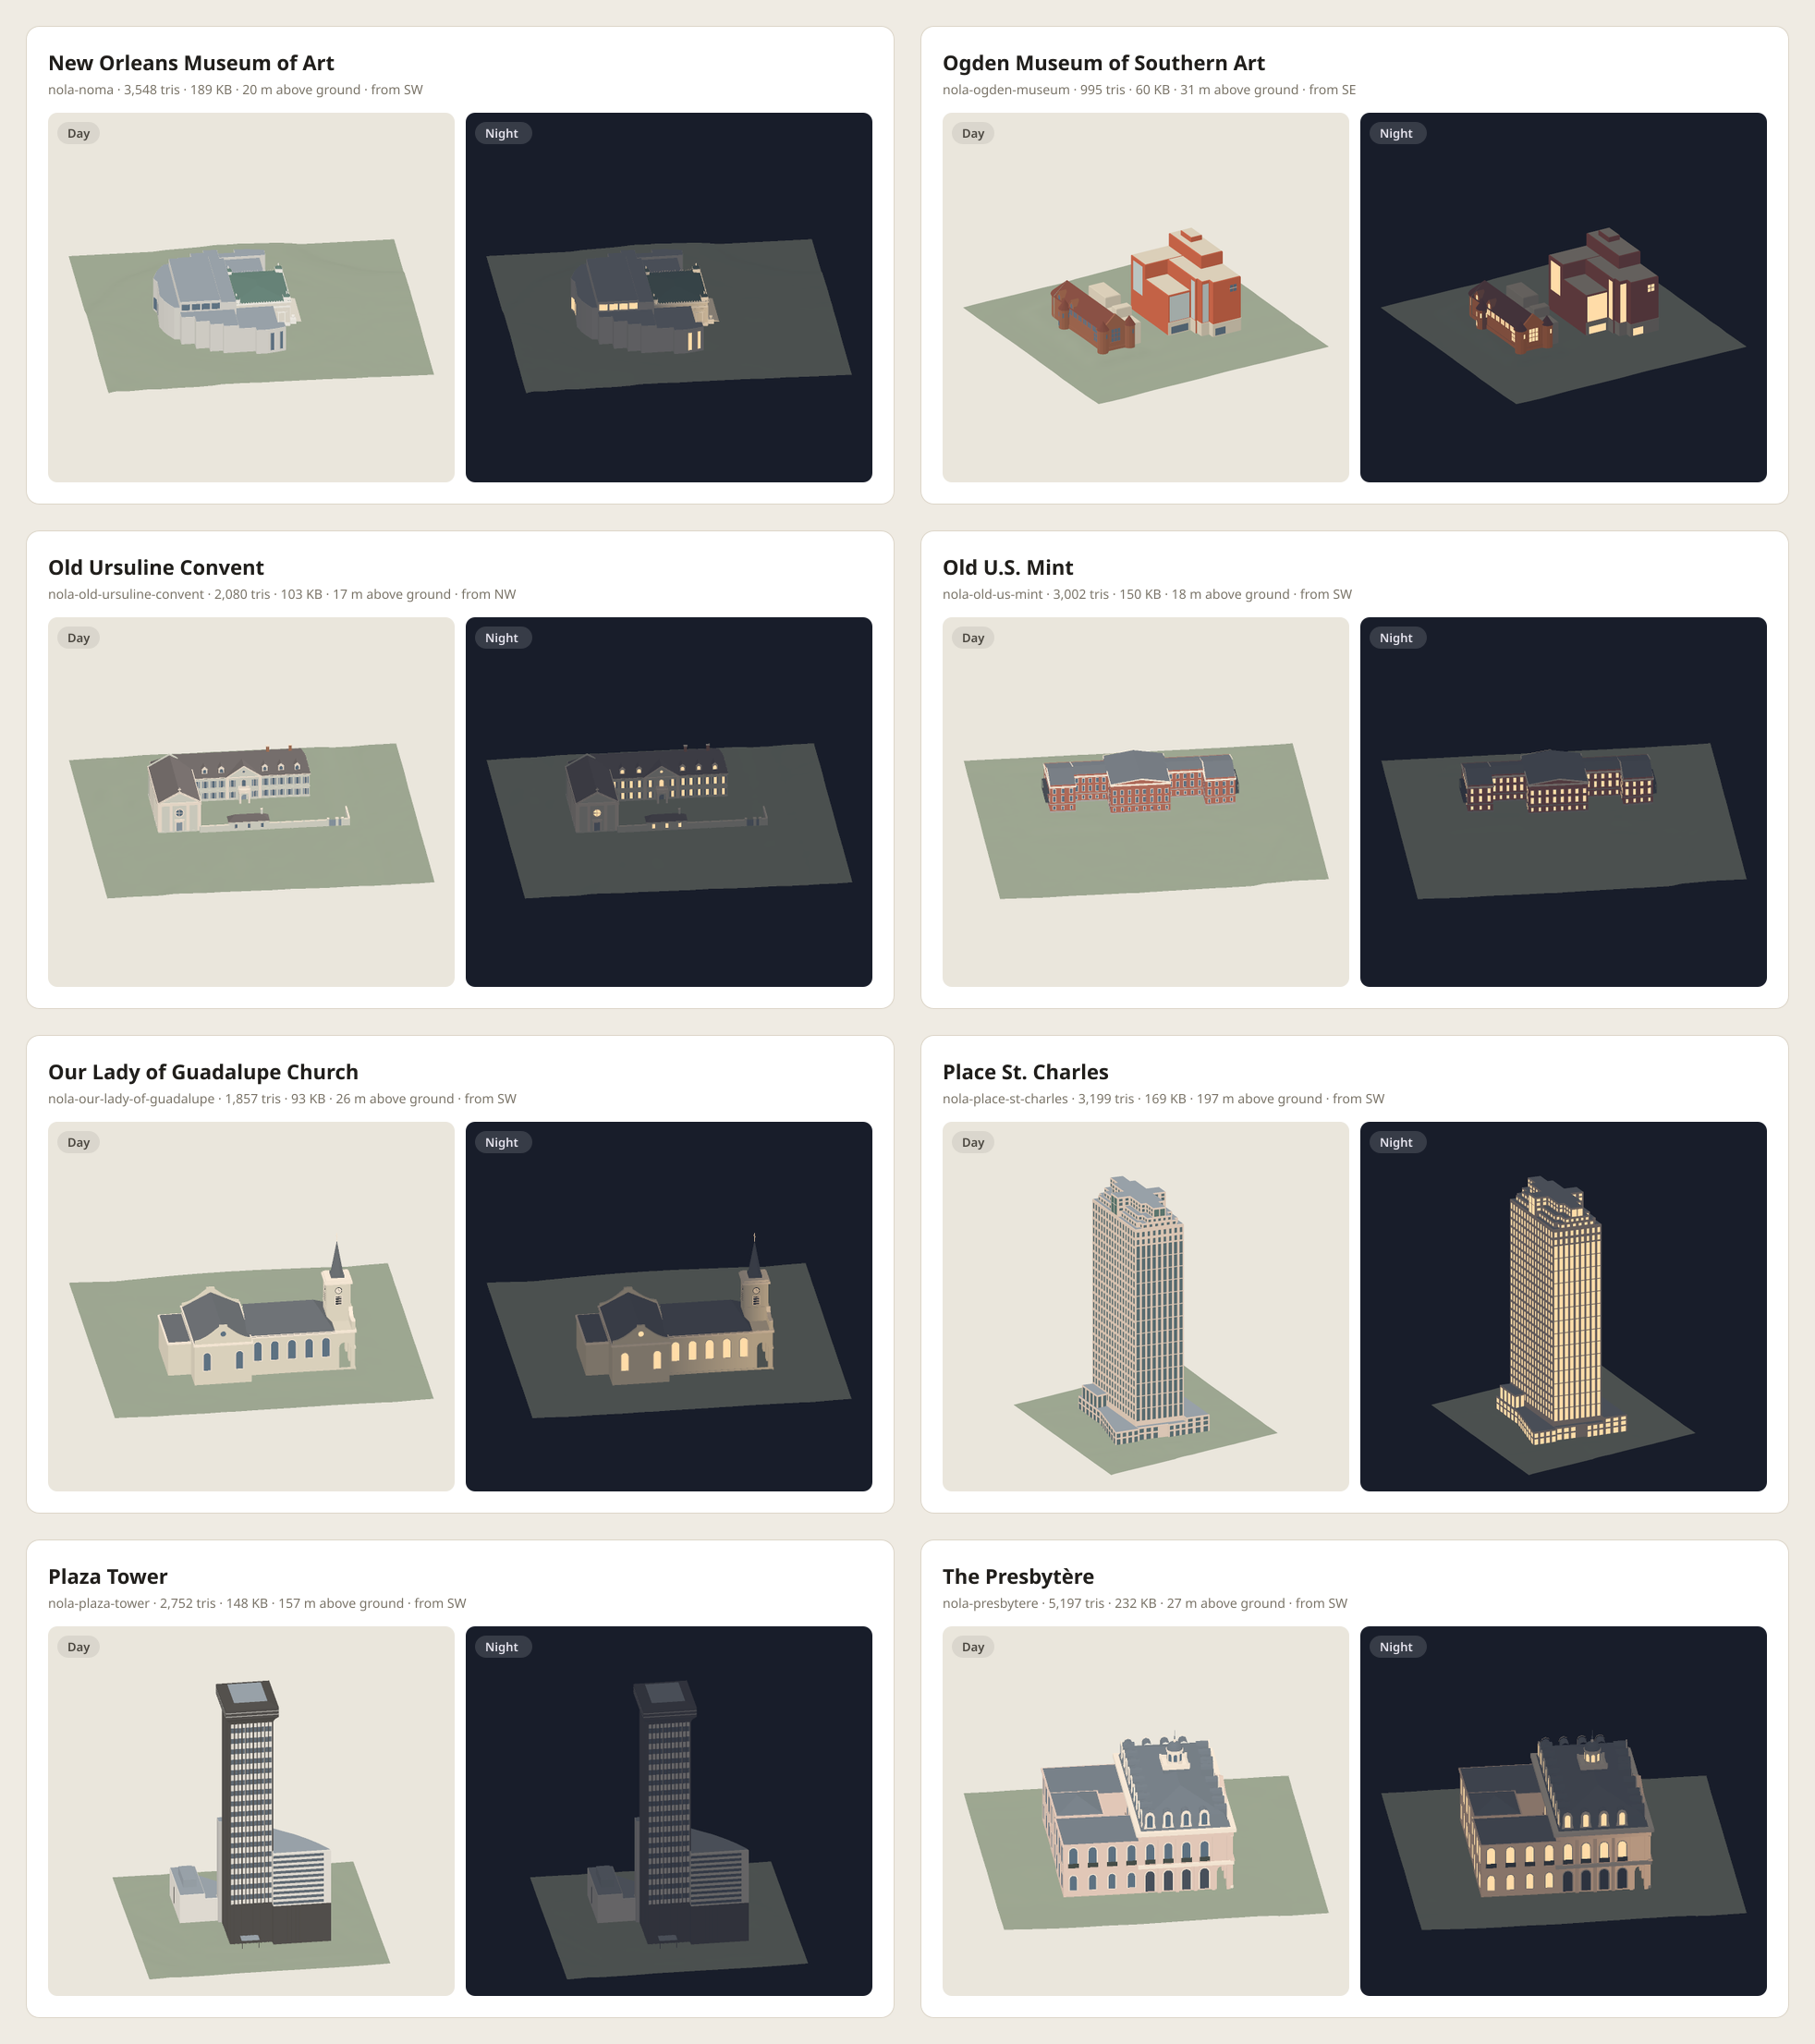 New Orleans Museum of Art
nola-noma · 3,548 tris · 189 KB · 20 m above ground · from SW
Day
Night
Ogden Museum of Southern Art
nola-ogden-museum · 995 tris · 60 KB · 31 m above ground · from SE
Day
Night
Old Ursuline Convent
nola-old-ursuline-convent · 2,080 tris · 103 KB · 17 m above ground · from NW
Day
Night
Old U.S. Mint
nola-old-us-mint · 3,002 tris · 150 KB · 18 m above ground · from SW
Day
Night
Our Lady of Guadalupe Church
nola-our-lady-of-guadalupe · 1,857 tris · 93 KB · 26 m above ground · from SW
Day
Night
Place St. Charles
nola-place-st-charles · 3,199 tris · 169 KB · 197 m above ground · from SW
Day
Night
Plaza Tower
nola-plaza-tower · 2,752 tris · 148 KB · 157 m above ground · from SW
Day
Night
The Presbytère
nola-presbytere · 5,197 tris · 232 KB · 27 m above ground · from SW
Day
Night